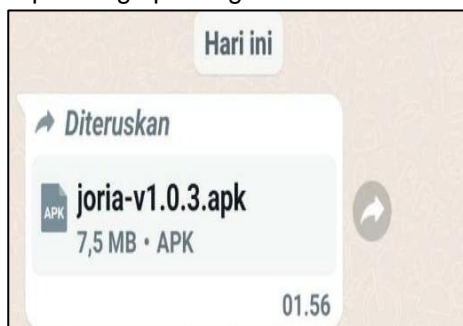 Hari ini
Diteruskan
APK
joria-v1.0.3.apk
7,5 MB • APK
01.56